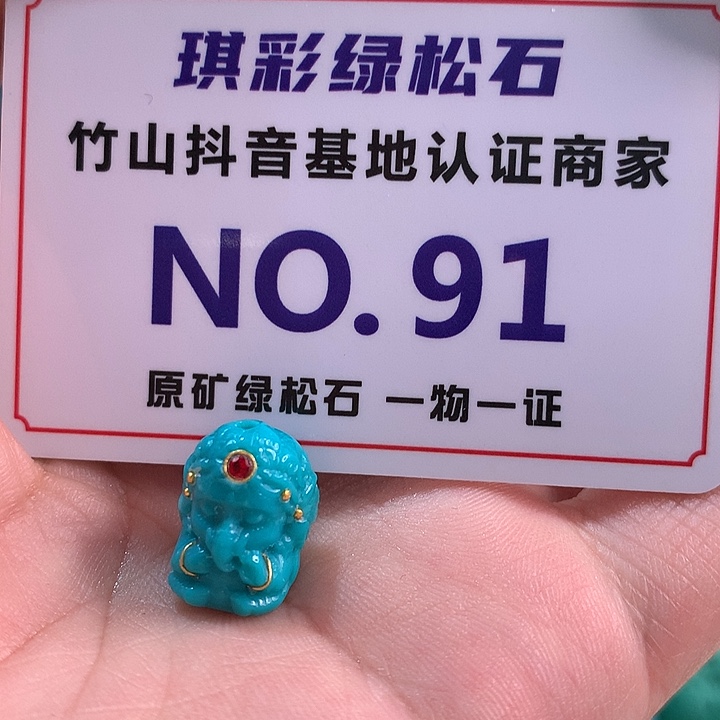 琪彩绿松石
竹山抖音基地认证商家
NO.91
原矿绿松石 一物一证